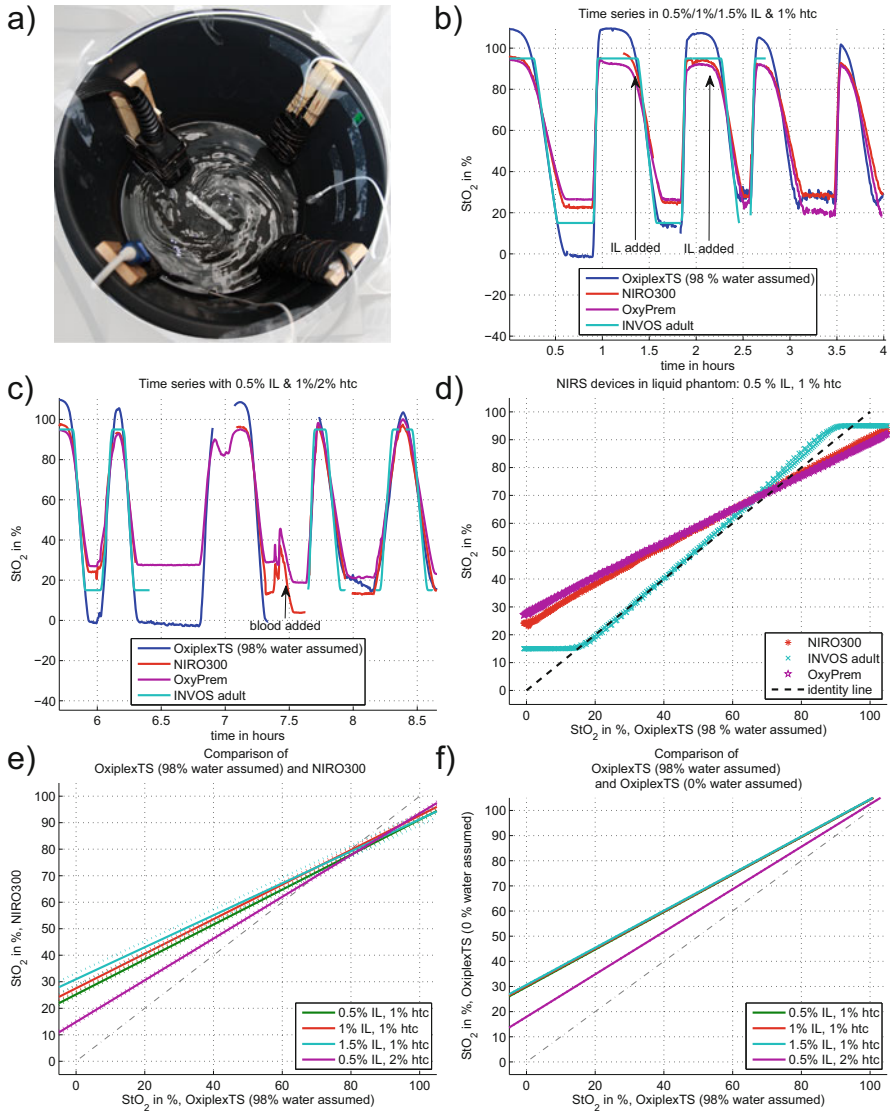 a)
b)
Time series in 0.5%/1%/1.5% IL & 1% htc
StO2 in %
100
80
60
40
20
0
−20
−40
IL added
IL added
OxiplexTS (98 % water assumed)
NIRO300
OxyPrem
INVOS adult
0.5 1 1.5 2 2.5 3 3.5 4
time in hours
c)
Time series with 0.5% IL & 1%/2% htc
StO2 in %
100
80
60
40
20
0
−20
−40
blood added
OxiplexTS (98% water assumed)
NIRO300
OxyPrem
INVOS adult
6 6.5 7 7.5 8 8.5
time in hours
d)
NIRS devices in liquid phantom: 0.5 % IL, 1 % htc
StO2 in %
100
90
80
70
60
50
40
30
20
10
0
NIRO300
INVOS adult
OxyPrem
identity line
0 20 40 60 80 100
StO2 in %, OxiplexTS (98 % water assumed)
e)
Comparison of
OxiplexTS (98% water assumed) and NIRO300
StO2 in %, NIRO300
100
90
80
70
60
50
40
30
20
10
0
0.5% IL, 1% htc
1% IL, 1% htc
1.5% IL, 1% htc
0.5% IL, 2% htc
0 20 40 60 80 100
StO2 in %, OxiplexTS (98% water assumed)
f)
Comparison of
OxiplexTS (98% water assumed)
and OxiplexTS (0% water assumed)
StO2 in %, OxiplexTS (0 % water assumed)
100
90
80
70
60
50
40
30
20
10
0
0.5% IL, 1% htc
1% IL, 1% htc
1.5% IL, 1% htc
0.5% IL, 2% htc
0 20 40 60 80 100
StO2 in %, OxiplexTS (98% water assumed)